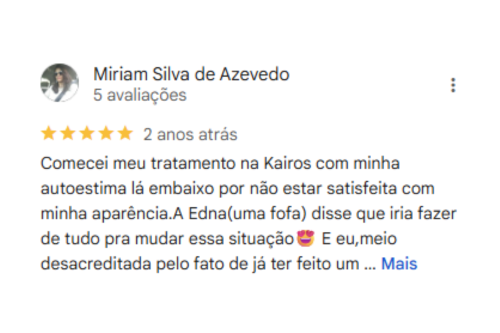 Miriam Silva de Azevedo
5 avaliações
2 anos atrás
Comecei meu tratamento na Kairos com minha
autoestima lá embaixo por não estar satisfeita com
minha aparência.A Edna(uma fofa) disse que iria fazer
de tudo pra mudar essa situação🤩 E eu,meio
desacreditada pelo fato de já ter feito um ... Mais